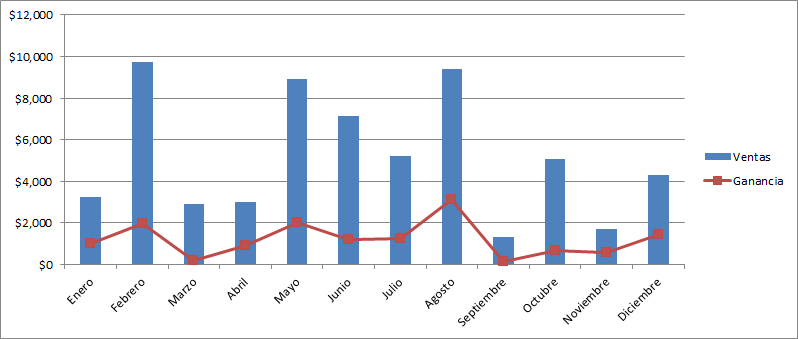 $12,000
$10,000
$8,000
$6,000
$4,000
$2,000
$0
Enero
Febrero
Marzo
Abril
Mayo
Junio
Julio
Agosto
Septiembre
Octubre
Noviembre
Diciembre
Ventas
Ganancia